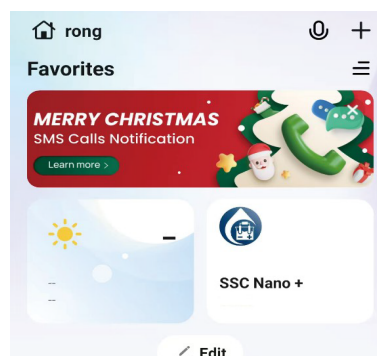 rong
Favorites
MERRY CHRISTMAS
SMS Calls Notification
Learn more >
--
--
SSC Nano +
Edit